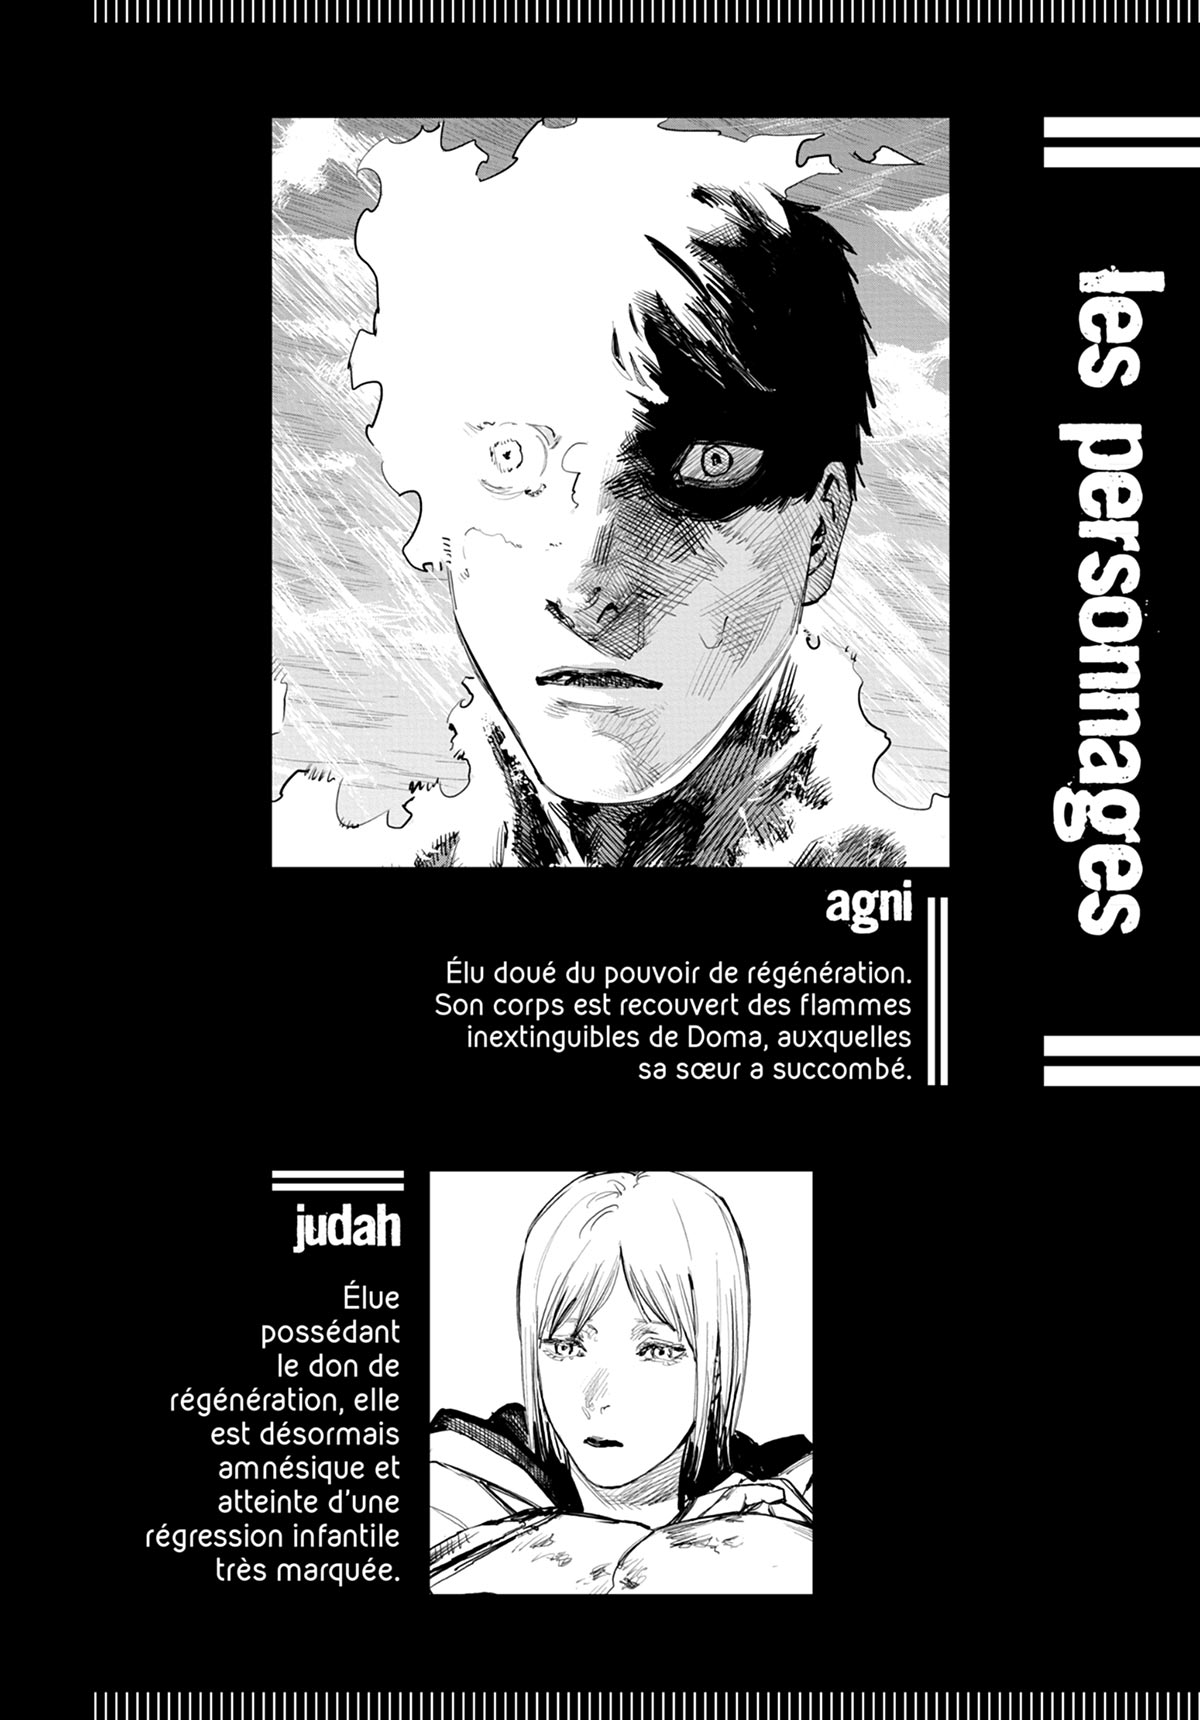 les personnages
agni
Élu doué du pouvoir de régénération.
Son corps est recouvert des flammes
inextinguibles de Doma, auxquelles
sa sœur a succombé.
judah
Élue
possédant
le don de
régénération, elle
est désormais
amnésique et
atteinte d'une
régression infantile
très marquée.